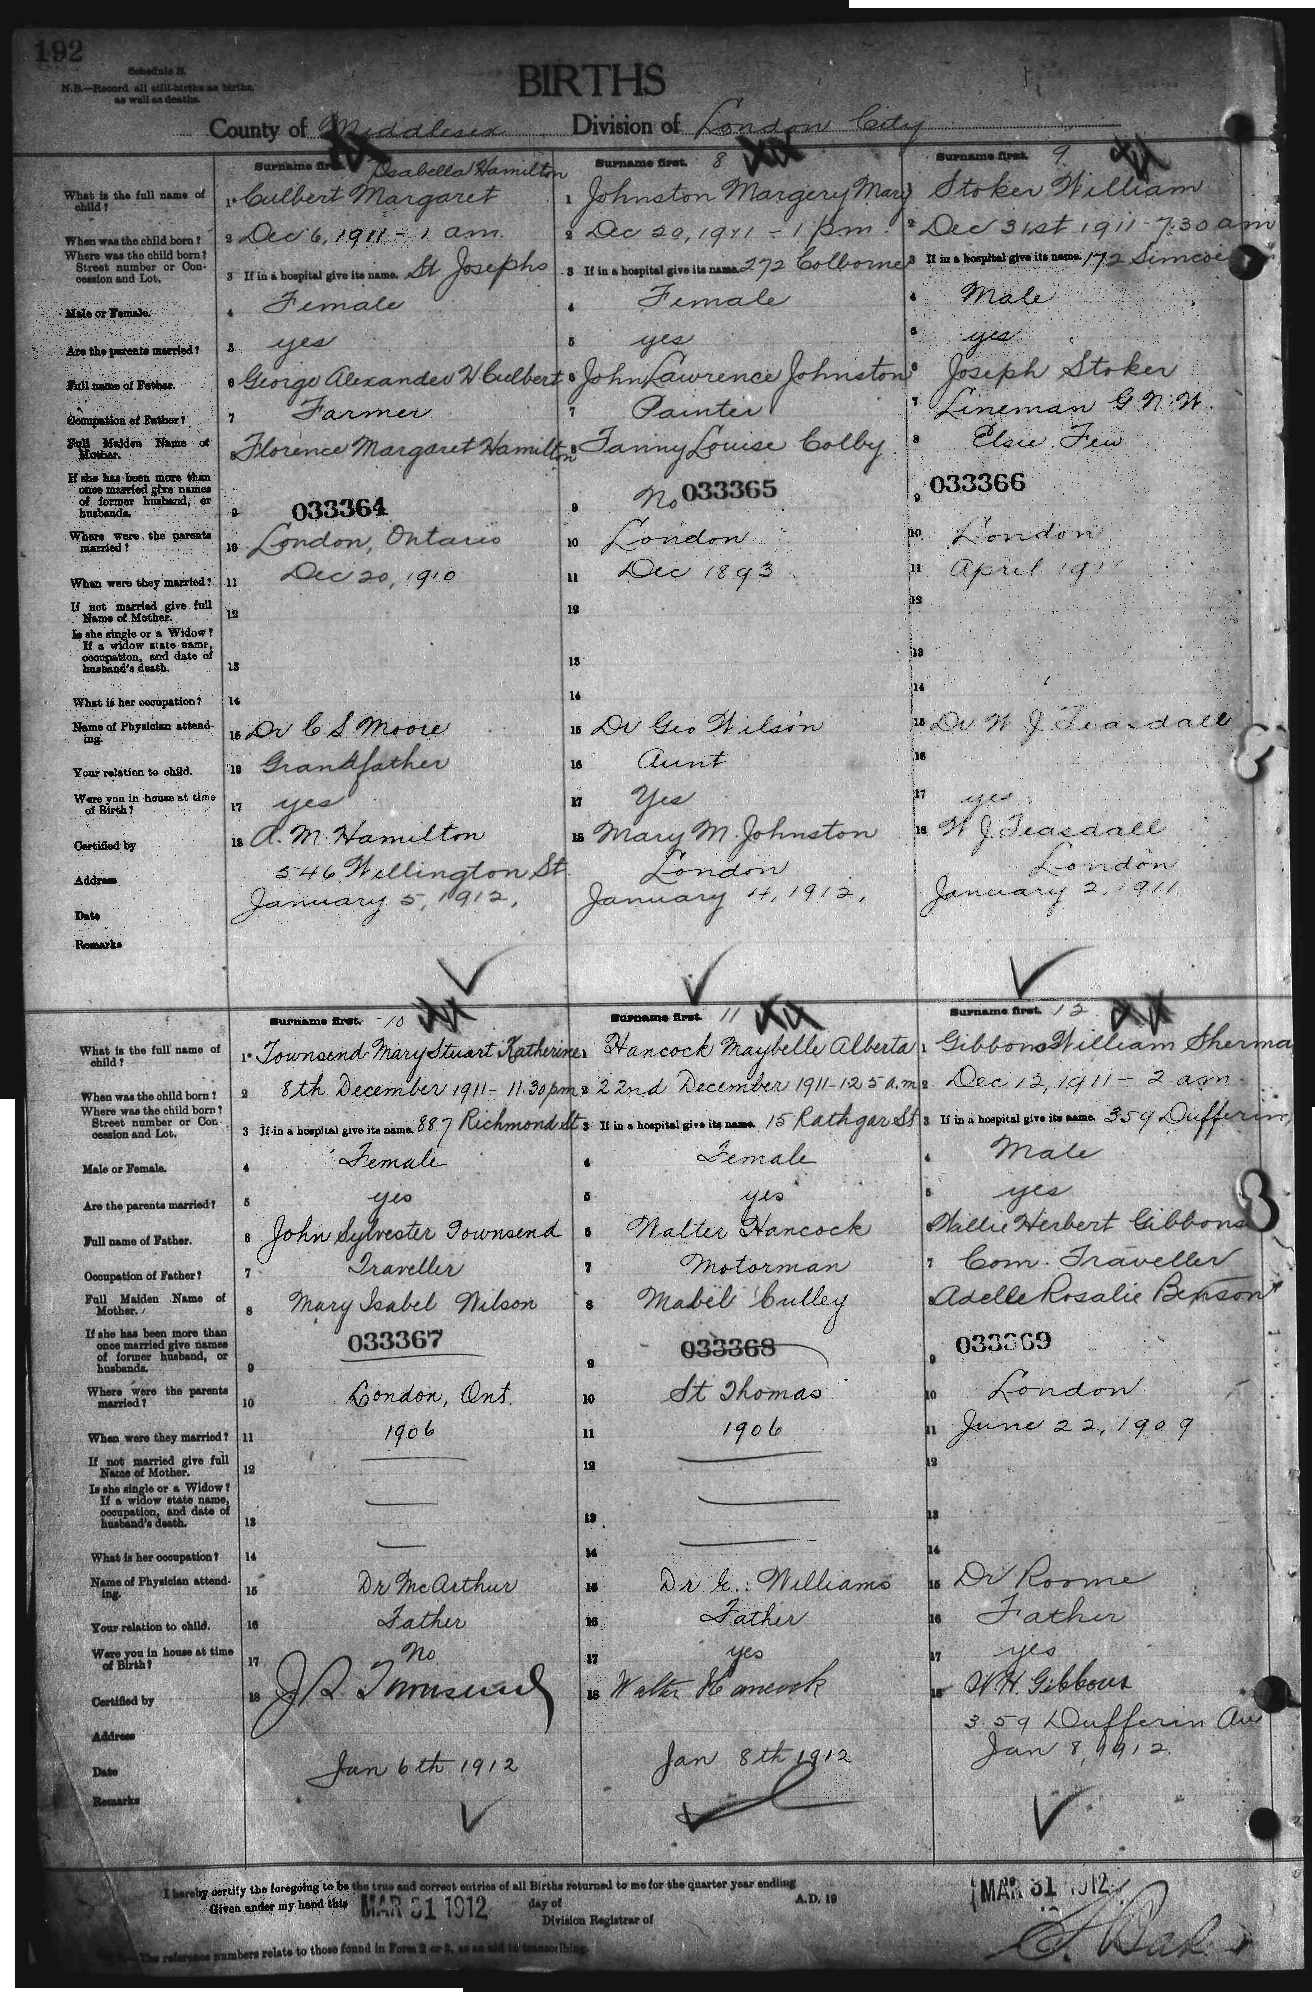 192
Schedule B.
N.B.—Record all still-births as births,
as well as deaths.
BIRTHS
County of Middlesex Division of London City
Surname first. Isabella Hamilton
What is the full name of child? 1 Culbert Margaret
When was the child born? 2 Dec 6, 1911 - 1 am.
Where was the child born? Street number or Concession and Lot. 3 If in a hospital give its name. St Josephs
Male or Female. 4 Female
Are the parents married? 5 yes
Full name of Father. 6 George Alexander W Culbert
Occupation of Father? 7 Farmer
Full Maiden Name of Mother. 8 Florence Margaret Hamilton
If she has been more than once married give names of former husband, or husbands. 9 033364
Where were the parents married? 10 London, Ontario
When were they married? 11 Dec 20, 1910
If not married give full Name of Mother. 12
Is she single or a Widow? If a widow state name, occupation, and date of husband's death. 13
What is her occupation? 14
Name of Physician attending. 15 Dr C S Moore
Your relation to child. 16 Grandfather
Were you in house at time of Birth? 17 yes
Certified by 18 A. M. Hamilton
Address 546 Wellington St
Date January 5, 1912,
Remarks
Surname first. 8
1 Johnston Margery Mary
2 Dec 20, 1911 - 1 pm.
3 If in a hospital give its name. 272 Colborne
4 Female
5 yes
6 John Lawrence Johnston
7 Painter
8 Fanny Louise Colby
9 No 033365
10 London
11 Dec 1893
12
13
14
15 Dr Geo Wilson
16 Aunt
17 Yes
18 Mary M. Johnston
London
January 4, 1912,
Surname first. 9
Stoker William
2 Dec 31st 1911 - 7.30 am
3 If in a hospital give its name. 172 Simcoe
4 Male
5 yes
6 Joseph Stoker
7 Lineman G N W.
8 Elsie Few
9 033366
10 London
11 April 1911
12
13
14
15 Dr W J Teasdall
16
17 yes
18 W J. Teasdall
London
January 2, 1911.
Surname first. 10
What is the full name of child? 1 Townsend Mary Stuart Katherine
When was the child born? 2 8th December 1911 - 11.30 pm
Where was the child born? Street number or Concession and Lot. 3 If in a hospital give its name. 887 Richmond St
Male or Female. 4 Female
Are the parents married? 5 yes
Full name of Father. 6 John Sylvester Townsend
Occupation of Father? 7 Traveller
Full Maiden Name of Mother. 8 Mary Isabel Wilson
If she has been more than once married give names of former husband, or husbands. 9 033367
Where were the parents married? 10 London, Ont.
When were they married? 11 1906
If not married give full Name of Mother. 12
Is she single or a Widow? If a widow state name, occupation, and date of husband's death. 13
What is her occupation? 14
Name of Physician attending. 15 Dr McArthur
Your relation to child. 16 Father
Were you in house at time of Birth? 17 No
Certified by 18 J. S. Townsend
Address
Date Jan 6th 1912
Remarks
Surname first. 11
1 Hancock Maybelle Alberta
2 22nd December 1911 - 12 5 a.m
3 If in a hospital give its name. 15 Rathgar St
4 Female
5 yes
6 Walter Hancock
7 Motorman
8 Mabel Culley
9 033368
10 St Thomas
11 1906
12
13
14
15 Dr G. Williams
16 Father
17 yes
18 Walter Hancock
Jan 8th 1912
Surname first. 12
1 Gibbons William Sherma
2 Dec 12, 1911 - 2 am.
3 If in a hospital give its name. 359 Dufferin,
4 Male
5 yes
6 Willie Herbert Gibbons
7 Com. Traveller
8 Adelle Rosalie Benson
9 033369
10 London
11 June 22, 1909
12
13
14
15 Dr Roome
16 Father
17 yes
18 W. H. Gibbons
359 Dufferin Ave
Jan 8, 1912.
I hereby certify the foregoing to be the true and correct entries of all Births returned to me for the quarter year ending MAR 31 1912
Given under my hand this MAR 31 1912 day of A.D. 19
Division Registrar of
The reference numbers relate to those found in Form 2 or 3, as an aid to transcribing.